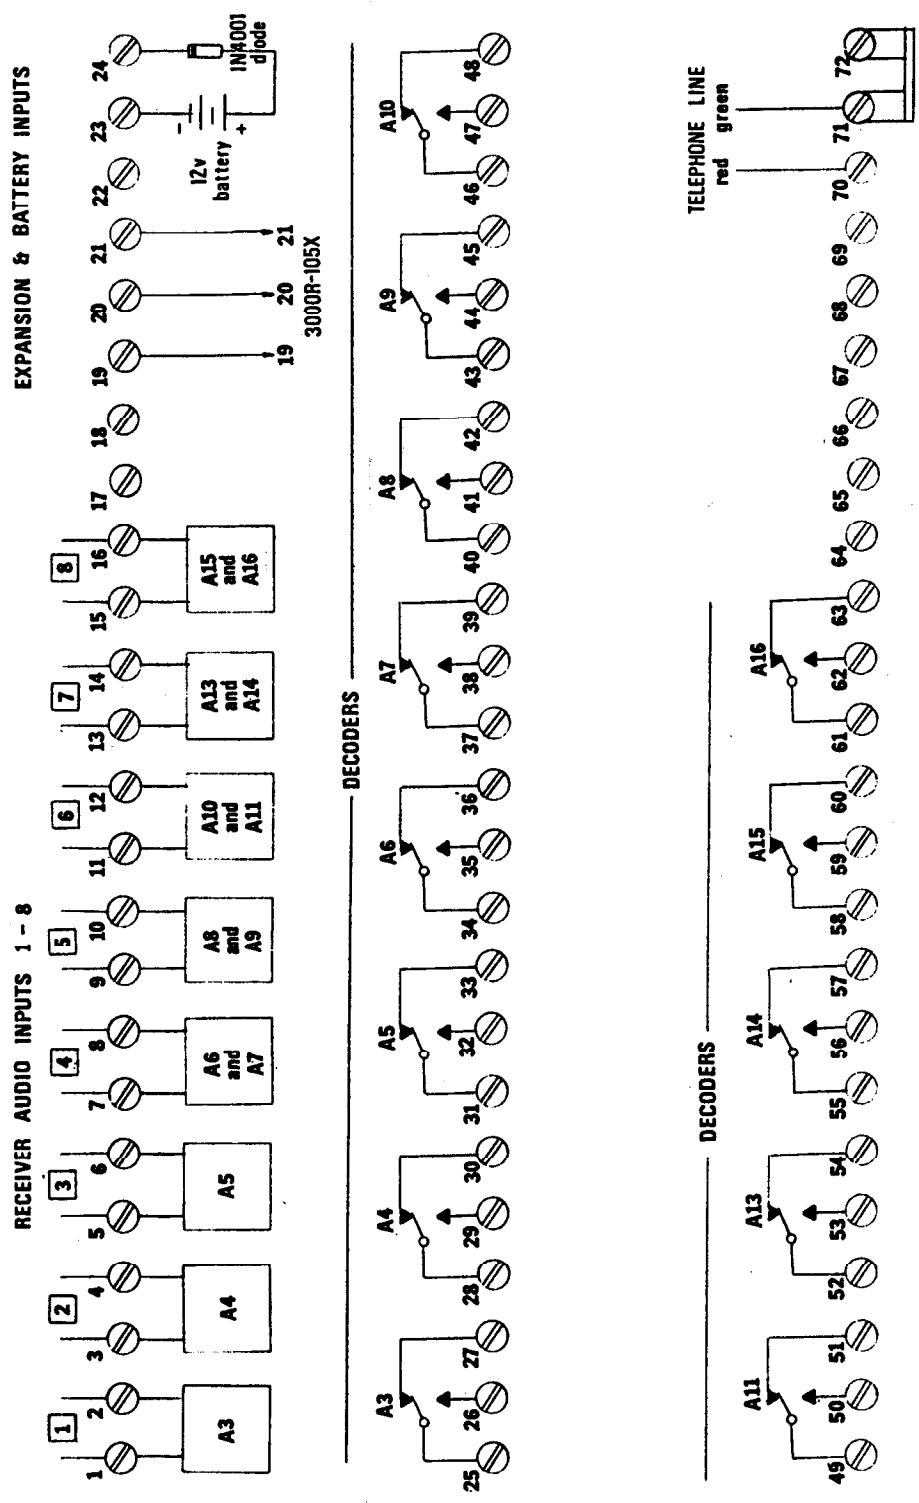 RECEIVER AUDIO INPUTS 1 – 8
EXPANSION & BATTERY INPUTS
1 2 3 4 5 6 7 8
1 2 3 4 5 6 7 8 9 10 11 12 13 14 15 16 17 18 19 20 21 22 23 24
A3
A4
A5
A6
and
A7
A8
and
A9
A10
and
A11
A13
and
A14
A15
and
A16
19 20 21
3000R-105X
12v
battery
–
+
1N4001
diode
DECODERS
A3 A4 A5 A6 A7 A8 A9 A10
25 26 27 28 29 30 31 32 33 34 35 36 37 38 39 40 41 42 43 44 45 46 47 48
TELEPHONE LINE
red green
DECODERS
A11 A13 A14 A15 A16
49 50 51 52 53 54 55 56 57 58 59 60 61 62 63 64 65 66 67 68 69 70 71 72